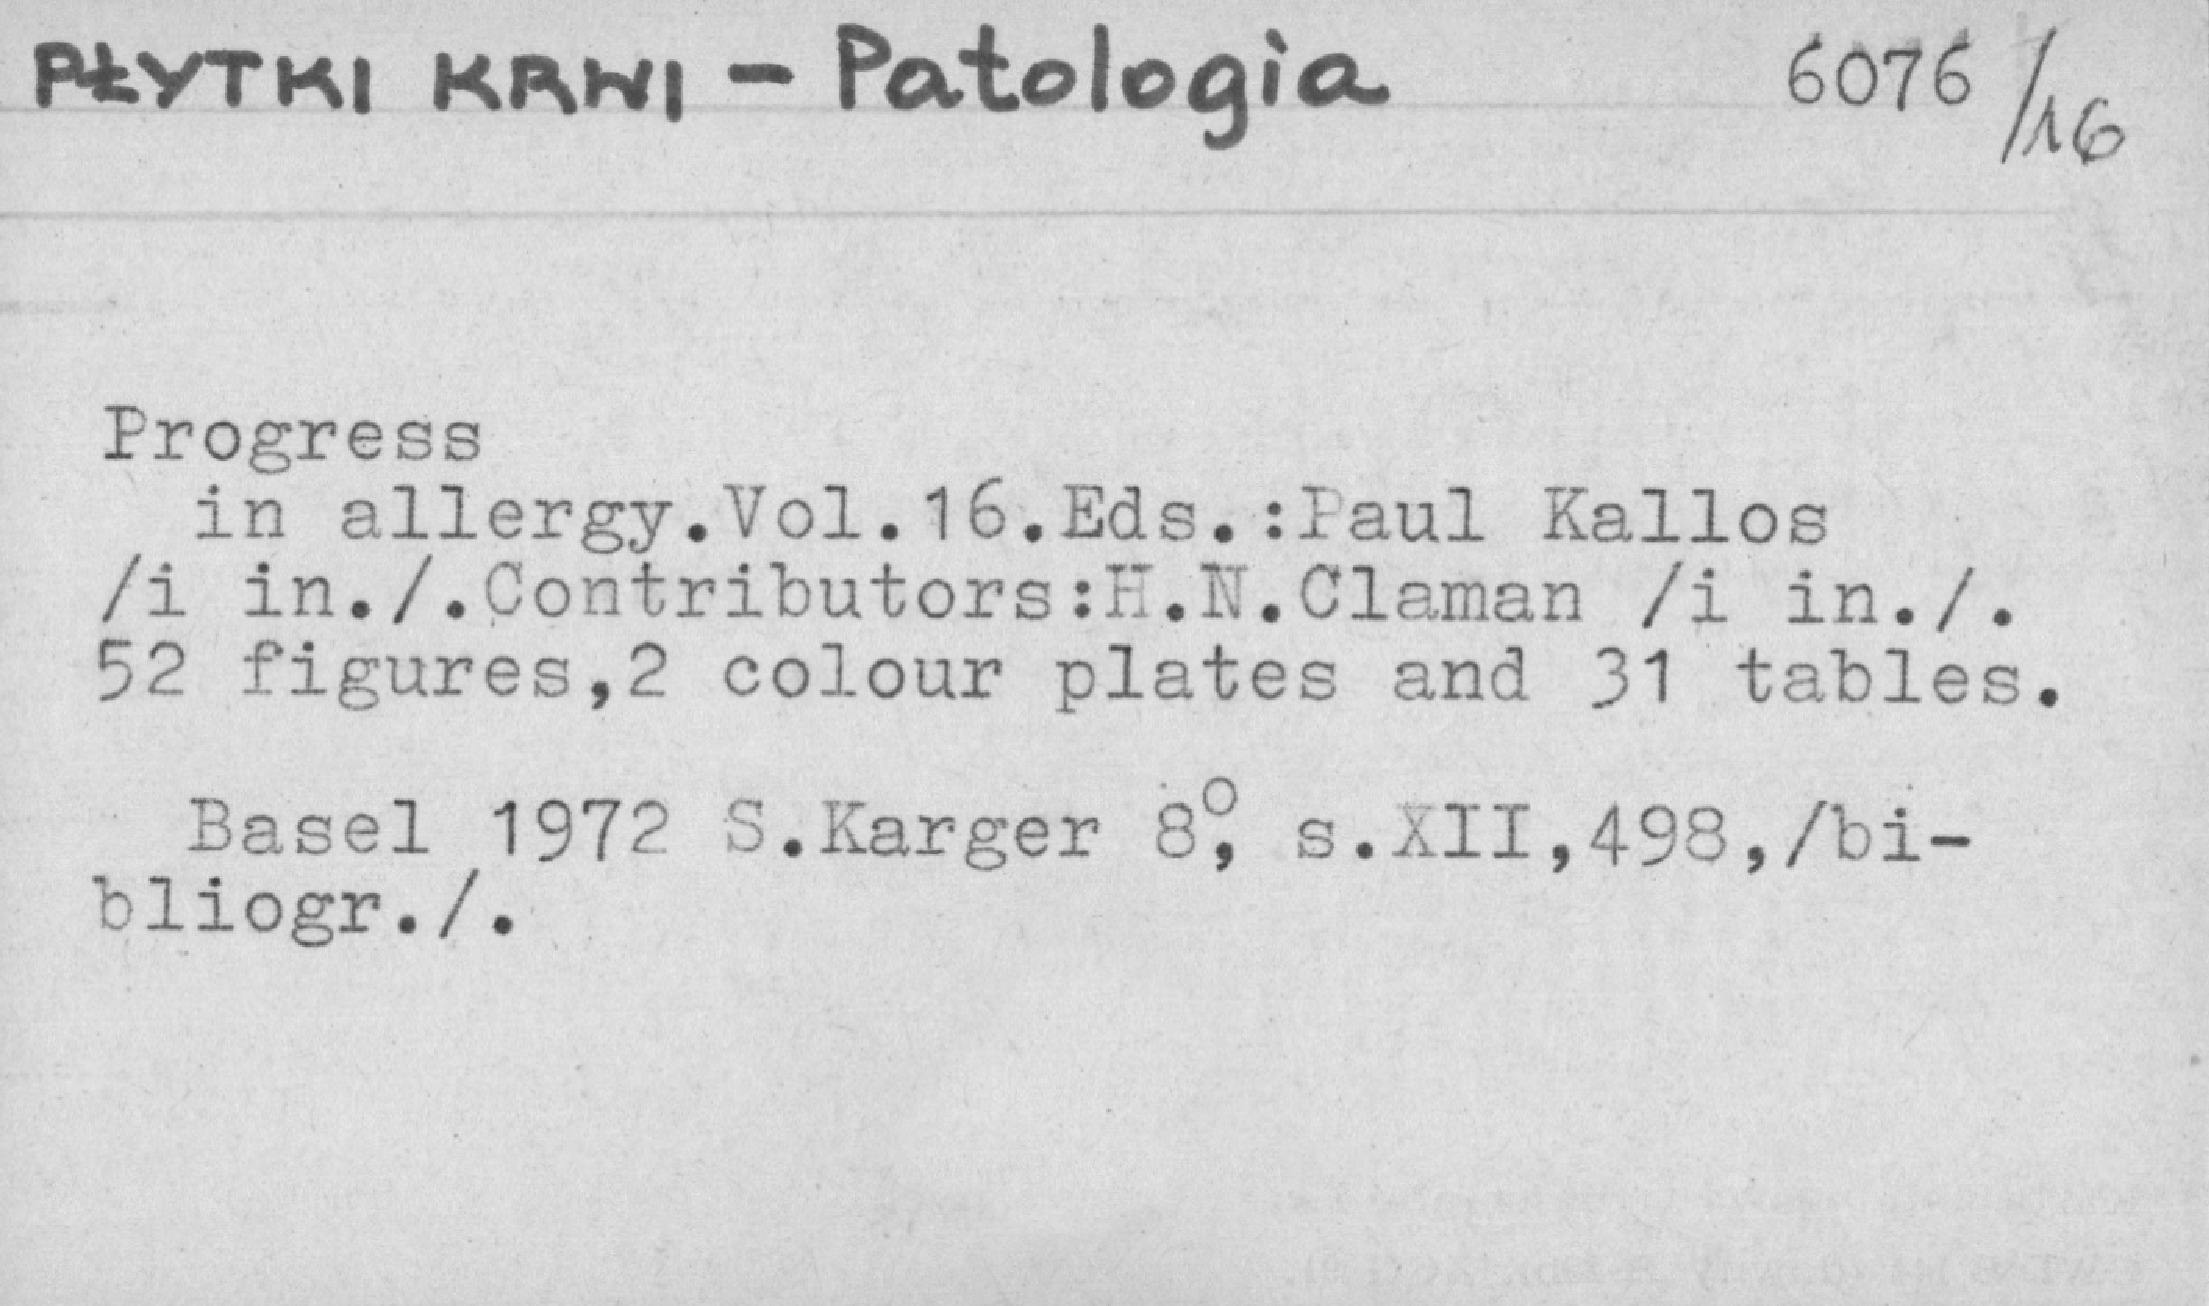 PŁYTKI KRWI - Patologia 6076/16
Progress
in allergy.Vol.16.Eds.:Paul Kallos
/i in./.Contributors:H.N.Claman /i in./.
52 figures,2 colour plates and 31 tables.
Basel 1972 S.Karger 8°, s.XII,498,/bi-
bliogr./.